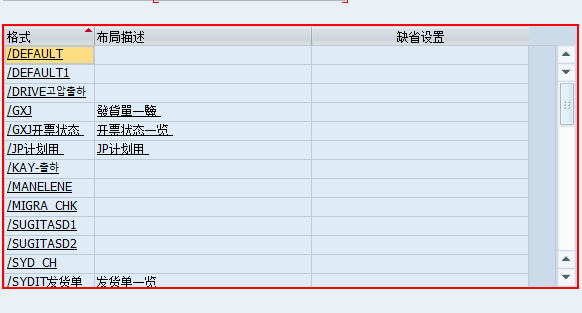 格式 布局描述 缺省设置
/DEFAULT
/DEFAULT1
/DRIVE고압출하
/GXJ 發貨單一覽
/GXJ开票状态 开票状态一览
/JP计划用 JP计划用
/KAY-출하
/MANELENE
/MIGRA_CHK
/SUGITASD1
/SUGITASD2
/SYD_CH
/SYDIT发货单 发货单一览